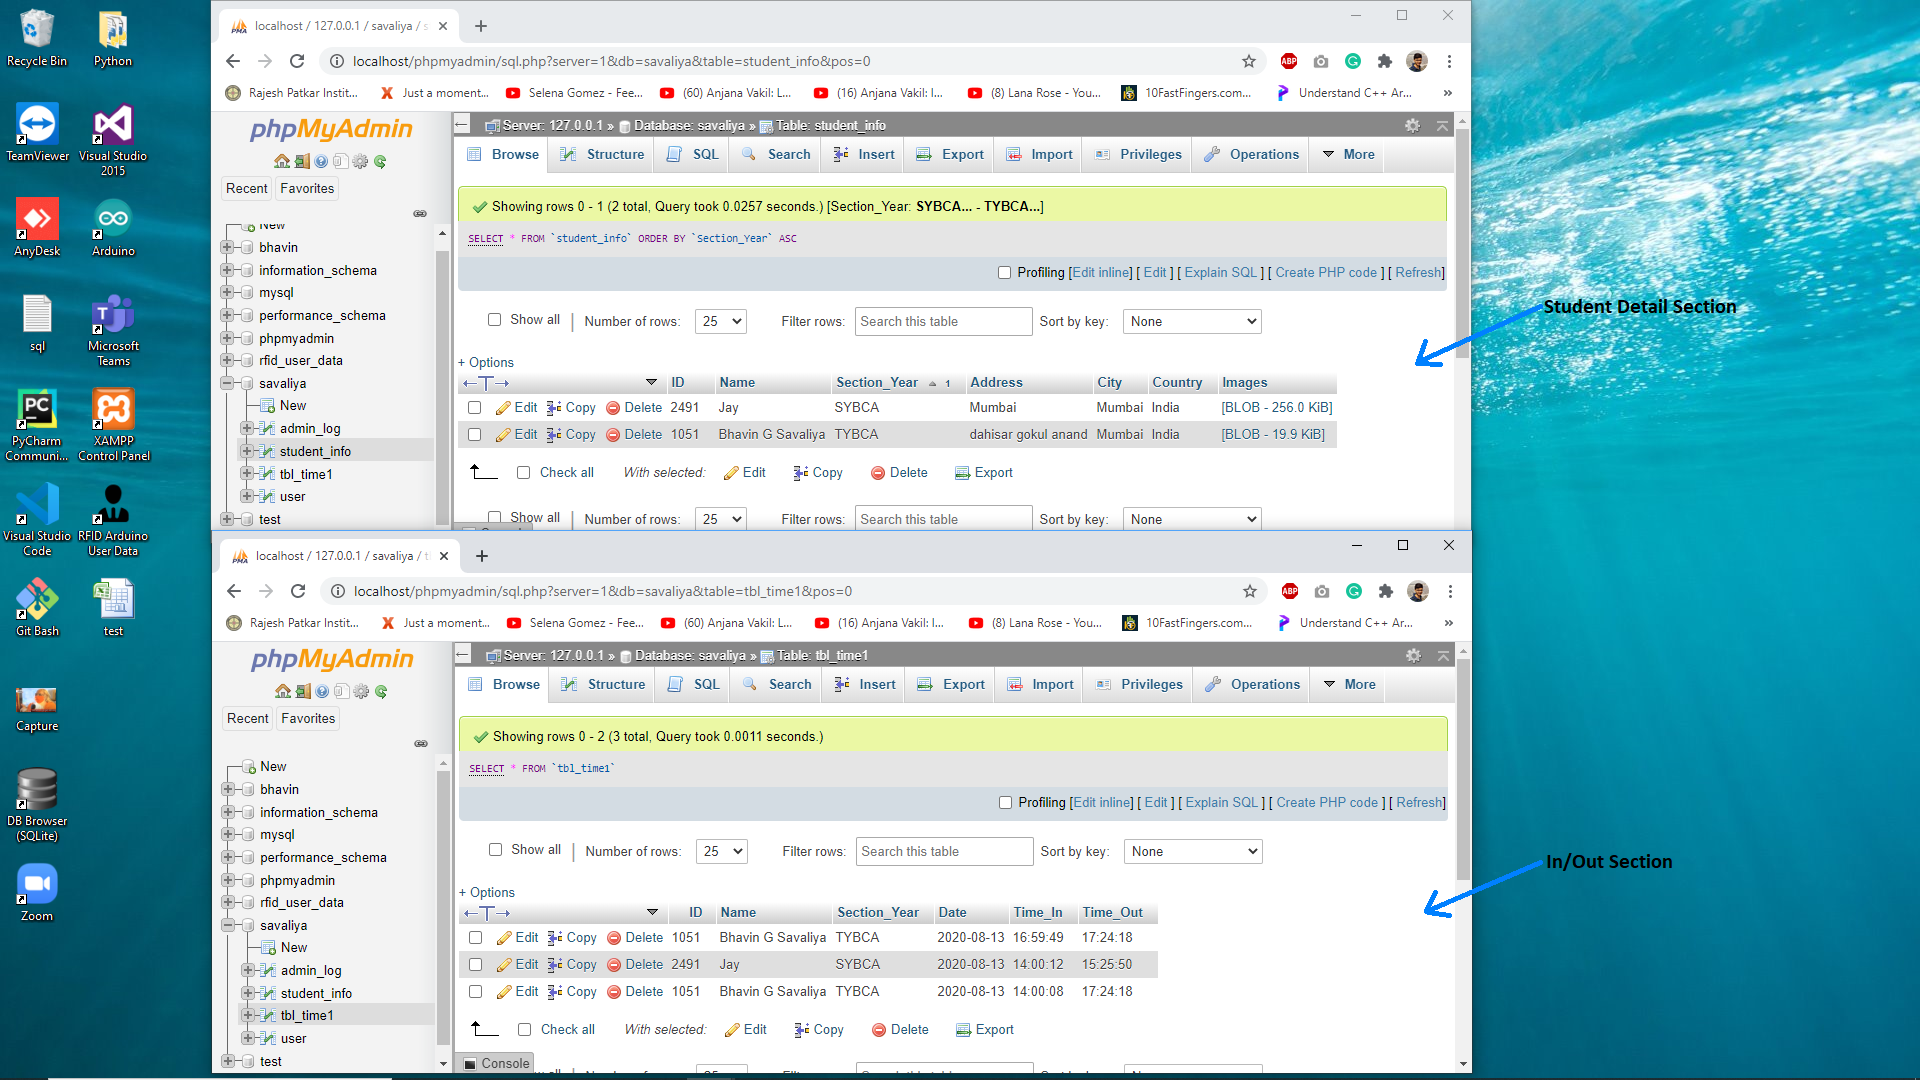 Recycle Bin
Python
TeamViewer
Visual Studio 2015
AnyDesk
Arduino
sql
Microsoft Teams
PyCharm Communi...
XAMPP Control Panel
Visual Studio Code
RFID Arduino User Data
Git Bash
test
Capture
DB Browser (SQLite)
Zoom
localhost / 127.0.0.1 / savaliya / s
localhost/phpmyadmin/sql.php?server=1&db=savaliya&table=student_info&pos=0
ABP
Rajesh Patkar Instit... Just a moment... Selena Gomez - Fee... (60) Anjana Vakil: L... (16) Anjana Vakil: I... (8) Lana Rose - You... 10FastFingers.com... Understand C++ Ar... »
phpMyAdmin
Recent Favorites
New
bhavin
information_schema
mysql
performance_schema
phpmyadmin
rfid_user_data
savaliya
New
admin_log
student_info
tbl_time1
user
test
Server: 127.0.0.1 » Database: savaliya » Table: student_info
Browse Structure SQL Search Insert Export Import Privileges Operations More
Showing rows 0 - 1 (2 total, Query took 0.0257 seconds.) [Section_Year: SYBCA... - TYBCA...]
SELECT * FROM `student_info` ORDER BY `Section_Year` ASC
Profiling [Edit inline] [ Edit ] [ Explain SQL ] [ Create PHP code ] [ Refresh]
Show all | Number of rows: 25 Filter rows: Search this table Sort by key: None
+ Options
←T→ ID Name Section_Year 1 Address City Country Images
Edit Copy Delete 2491 Jay SYBCA Mumbai Mumbai India [BLOB - 256.0 KiB]
Edit Copy Delete 1051 Bhavin G Savaliya TYBCA dahisar gokul anand Mumbai India [BLOB - 19.9 KiB]
Check all With selected: Edit Copy Delete Export
Show all Number of rows: 25 Filter rows: Search this table Sort by key: None
Student Detail Section
localhost / 127.0.0.1 / savaliya / t
localhost/phpmyadmin/sql.php?server=1&db=savaliya&table=tbl_time1&pos=0
ABP
Rajesh Patkar Instit... Just a moment... Selena Gomez - Fee... (60) Anjana Vakil: L... (16) Anjana Vakil: I... (8) Lana Rose - You... 10FastFingers.com... Understand C++ Ar... »
phpMyAdmin
Recent Favorites
New
bhavin
information_schema
mysql
performance_schema
phpmyadmin
rfid_user_data
savaliya
New
admin_log
student_info
tbl_time1
user
test
Server: 127.0.0.1 » Database: savaliya » Table: tbl_time1
Browse Structure SQL Search Insert Export Import Privileges Operations More
Showing rows 0 - 2 (3 total, Query took 0.0011 seconds.)
SELECT * FROM `tbl_time1`
Profiling [Edit inline] [ Edit ] [ Explain SQL ] [ Create PHP code ] [ Refresh]
Show all | Number of rows: 25 Filter rows: Search this table Sort by key: None
+ Options
←T→ ID Name Section_Year Date Time_In Time_Out
Edit Copy Delete 1051 Bhavin G Savaliya TYBCA 2020-08-13 16:59:49 17:24:18
Edit Copy Delete 2491 Jay SYBCA 2020-08-13 14:00:12 15:25:50
Edit Copy Delete 1051 Bhavin G Savaliya TYBCA 2020-08-13 14:00:08 17:24:18
Check all With selected: Edit Copy Delete Export
Console
In/Out Section